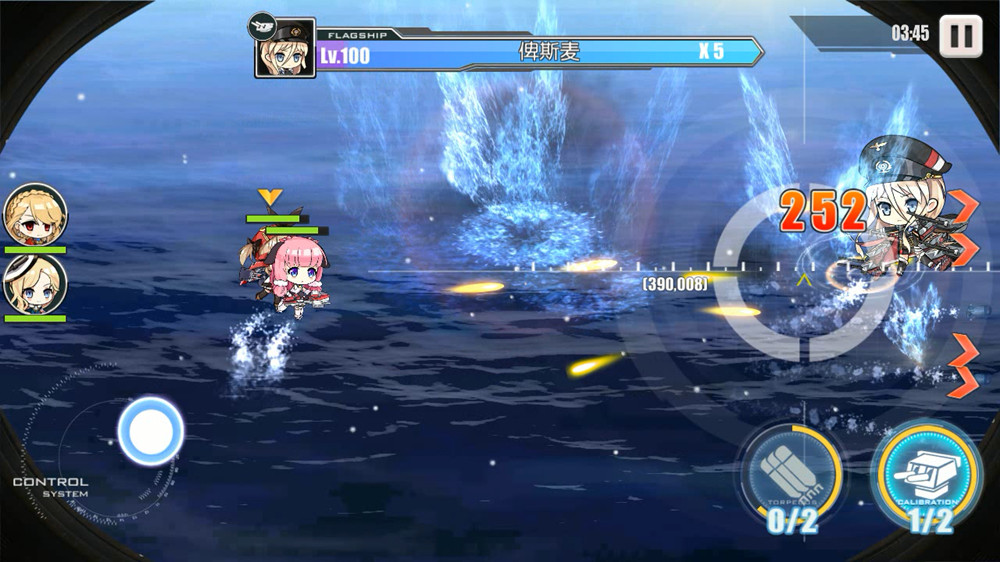 FLAGSHIP
03:45
Lv.100 俾斯麦 X 5
252
(390,008)
CONTROL
SYSTEM
CALIBRATION
0/2
1/2